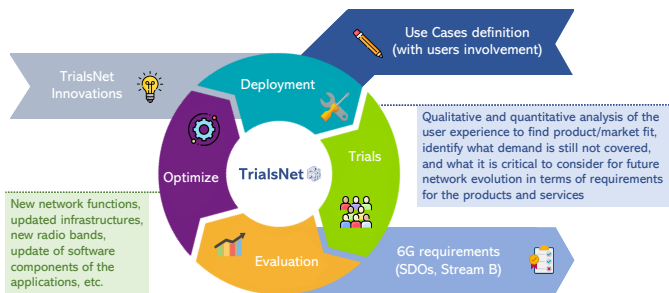 Use Cases definition
(with users involvement)
TrialsNet
Innovations
Deployment
Qualitative and quantitative analysis of the
user experience to find product/market fit,
identify what demand is still not covered,
and what it is critical to consider for future
network evolution in terms of requirements
for the products and services
Trials
TrialsNet
Optimize
New network functions,
updated infrastructures,
new radio bands,
update of software
components of the
applications, etc.
Evaluation
6G requirements
(SDOs, Stream B)